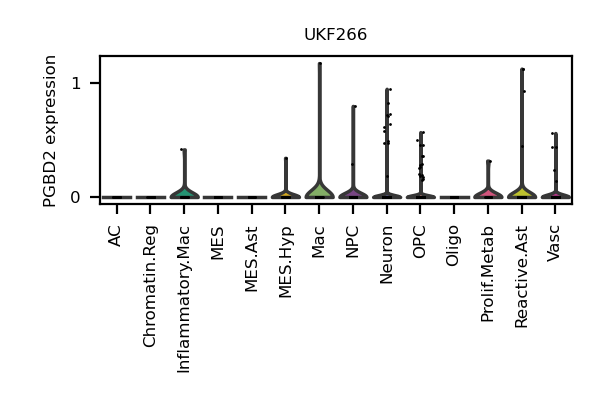 UKF266
PGBD2 expression
1
0
AC
Chromatin.Reg
Inflammatory.Mac
MES
MES.Ast
MES.Hyp
Mac
NPC
Neuron
OPC
Oligo
Prolif.Metab
Reactive.Ast
Vasc